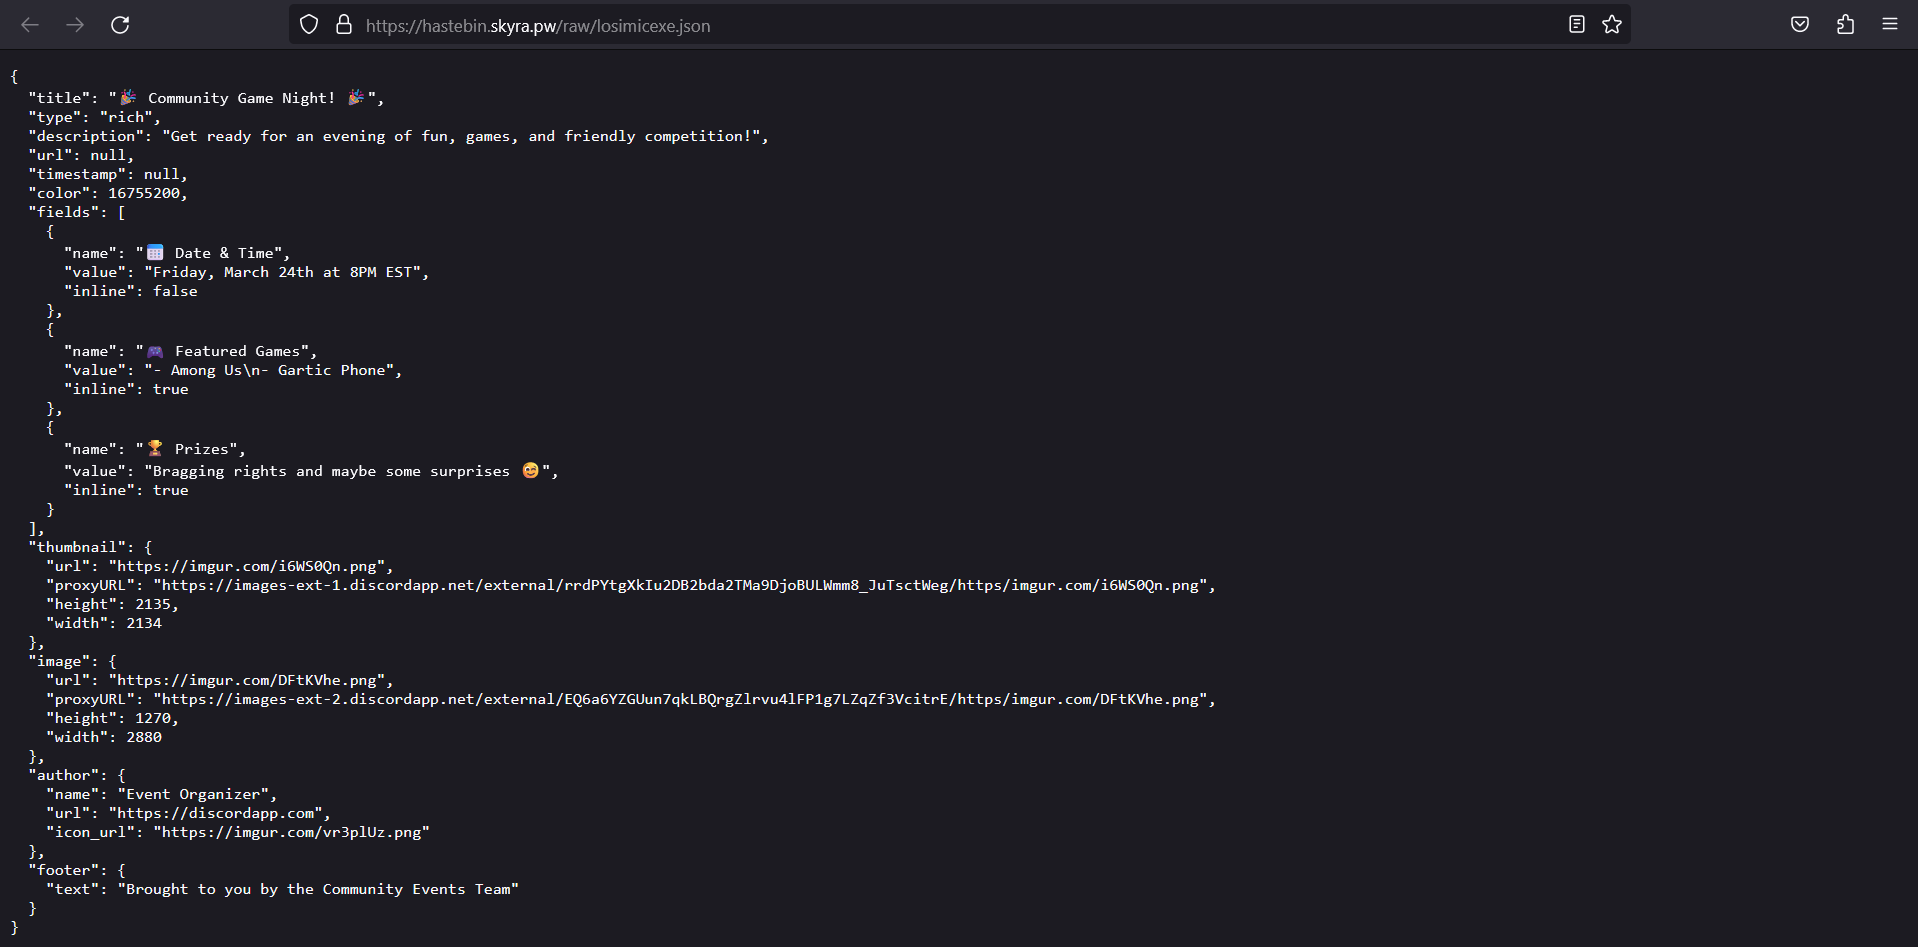 https://hastebin.skyra.pw/raw/losimicexe.json
{
  "title": "🎉 Community Game Night! 🎉",
  "type": "rich",
  "description": "Get ready for an evening of fun, games, and friendly competition!",
  "url": null,
  "timestamp": null,
  "color": 16755200,
  "fields": [
    {
      "name": "📅 Date & Time",
      "value": "Friday, March 24th at 8PM EST",
      "inline": false
    },
    {
      "name": "🎮 Featured Games",
      "value": "- Among Us\n- Gartic Phone",
      "inline": true
    },
    {
      "name": "🏆 Prizes",
      "value": "Bragging rights and maybe some surprises 😄",
      "inline": true
    }
  ],
  "thumbnail": {
    "url": "https://imgur.com/i6WS0Qn.png",
    "proxyURL": "https://images-ext-1.discordapp.net/external/rrdPYtgXkIu2DB2bda2TMa9DjoBULWmm8_JuTsctWeg/https/imgur.com/i6WS0Qn.png",
    "height": 2135,
    "width": 2134
  },
  "image": {
    "url": "https://imgur.com/DFtKVhe.png",
    "proxyURL": "https://images-ext-2.discordapp.net/external/EQ6a6YZGUun7qkLBQrgZlrvu4lFP1g7LZqZf3VcitrE/https/imgur.com/DFtKVhe.png",
    "height": 1270,
    "width": 2880
  },
  "author": {
    "name": "Event Organizer",
    "url": "https://discordapp.com",
    "icon_url": "https://imgur.com/vr3plUz.png"
  },
  "footer": {
    "text": "Brought to you by the Community Events Team"
  }
}